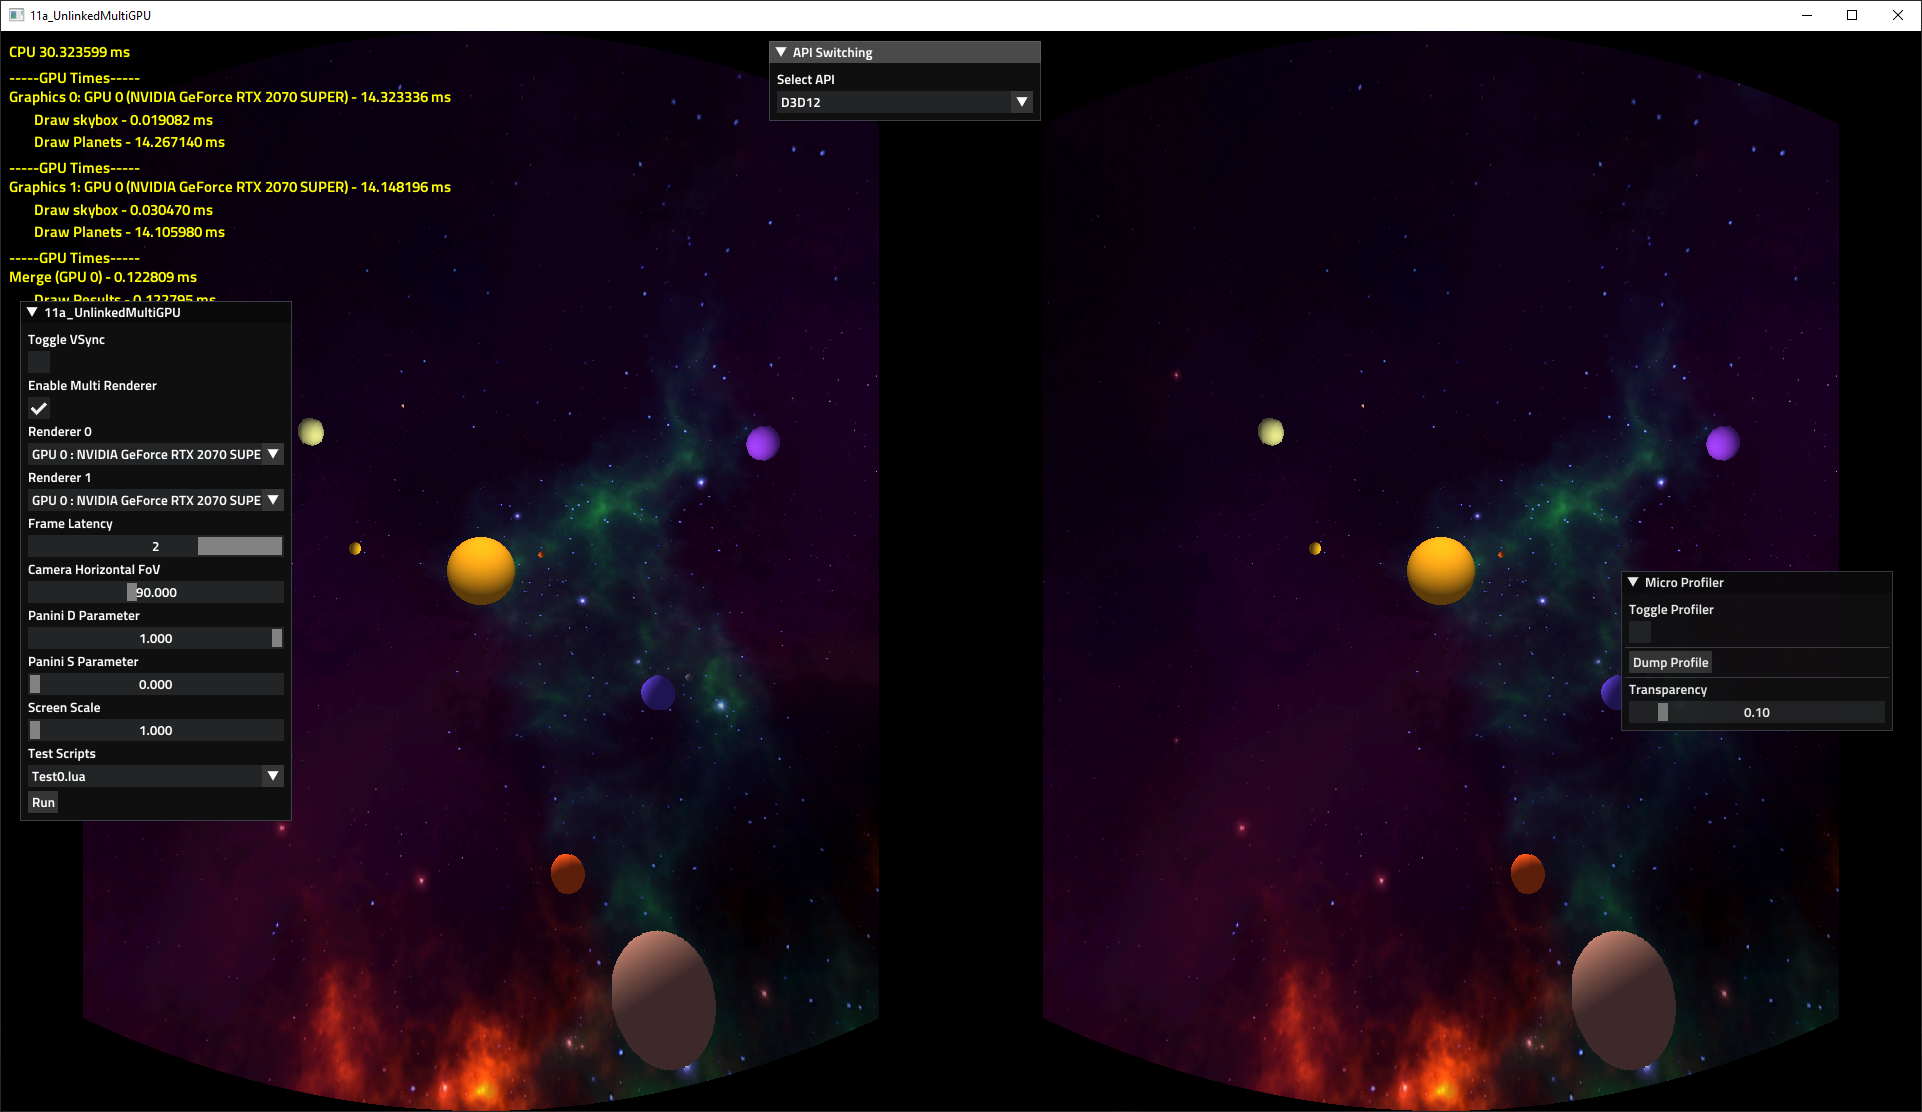 11a_UnlinkedMultiGPU
CPU 30.323599 ms
-----GPU Times-----
Graphics 0: GPU 0 (NVIDIA GeForce RTX 2070 SUPER) - 14.323336 ms
Draw skybox - 0.019082 ms
Draw Planets - 14.267140 ms
-----GPU Times-----
Graphics 1: GPU 0 (NVIDIA GeForce RTX 2070 SUPER) - 14.148196 ms
Draw skybox - 0.030470 ms
Draw Planets - 14.105980 ms
-----GPU Times-----
Merge (GPU 0) - 0.122809 ms
Draw Results - 0.122795 ms
11a_UnlinkedMultiGPU
Toggle VSync
Enable Multi Renderer
Renderer 0
GPU 0 : NVIDIA GeForce RTX 2070 SUPE
Renderer 1
GPU 0 : NVIDIA GeForce RTX 2070 SUPE
Frame Latency
2
Camera Horizontal FoV
90.000
Panini D Parameter
1.000
Panini S Parameter
0.000
Screen Scale
1.000
Test Scripts
Test0.lua
Run
API Switching
Select API
D3D12
Micro Profiler
Toggle Profiler
Dump Profile
Transparency
0.10